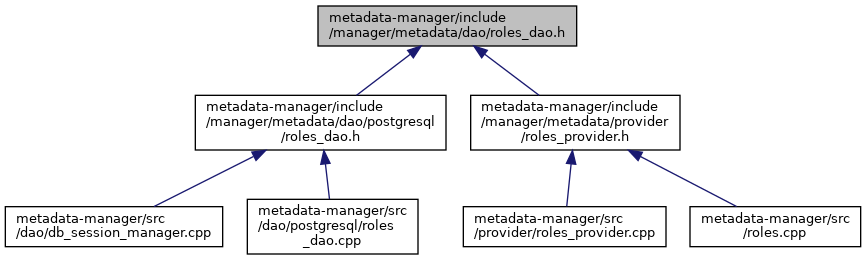 metadata-manager/include
/manager/metadata/dao/roles_dao.h
metadata-manager/include
/manager/metadata/dao/postgresql
/roles_dao.h
metadata-manager/include
/manager/metadata/provider
/roles_provider.h
metadata-manager/src
/dao/db_session_manager.cpp
metadata-manager/src
/dao/postgresql/roles
_dao.cpp
metadata-manager/src
/provider/roles_provider.cpp
metadata-manager/src
/roles.cpp